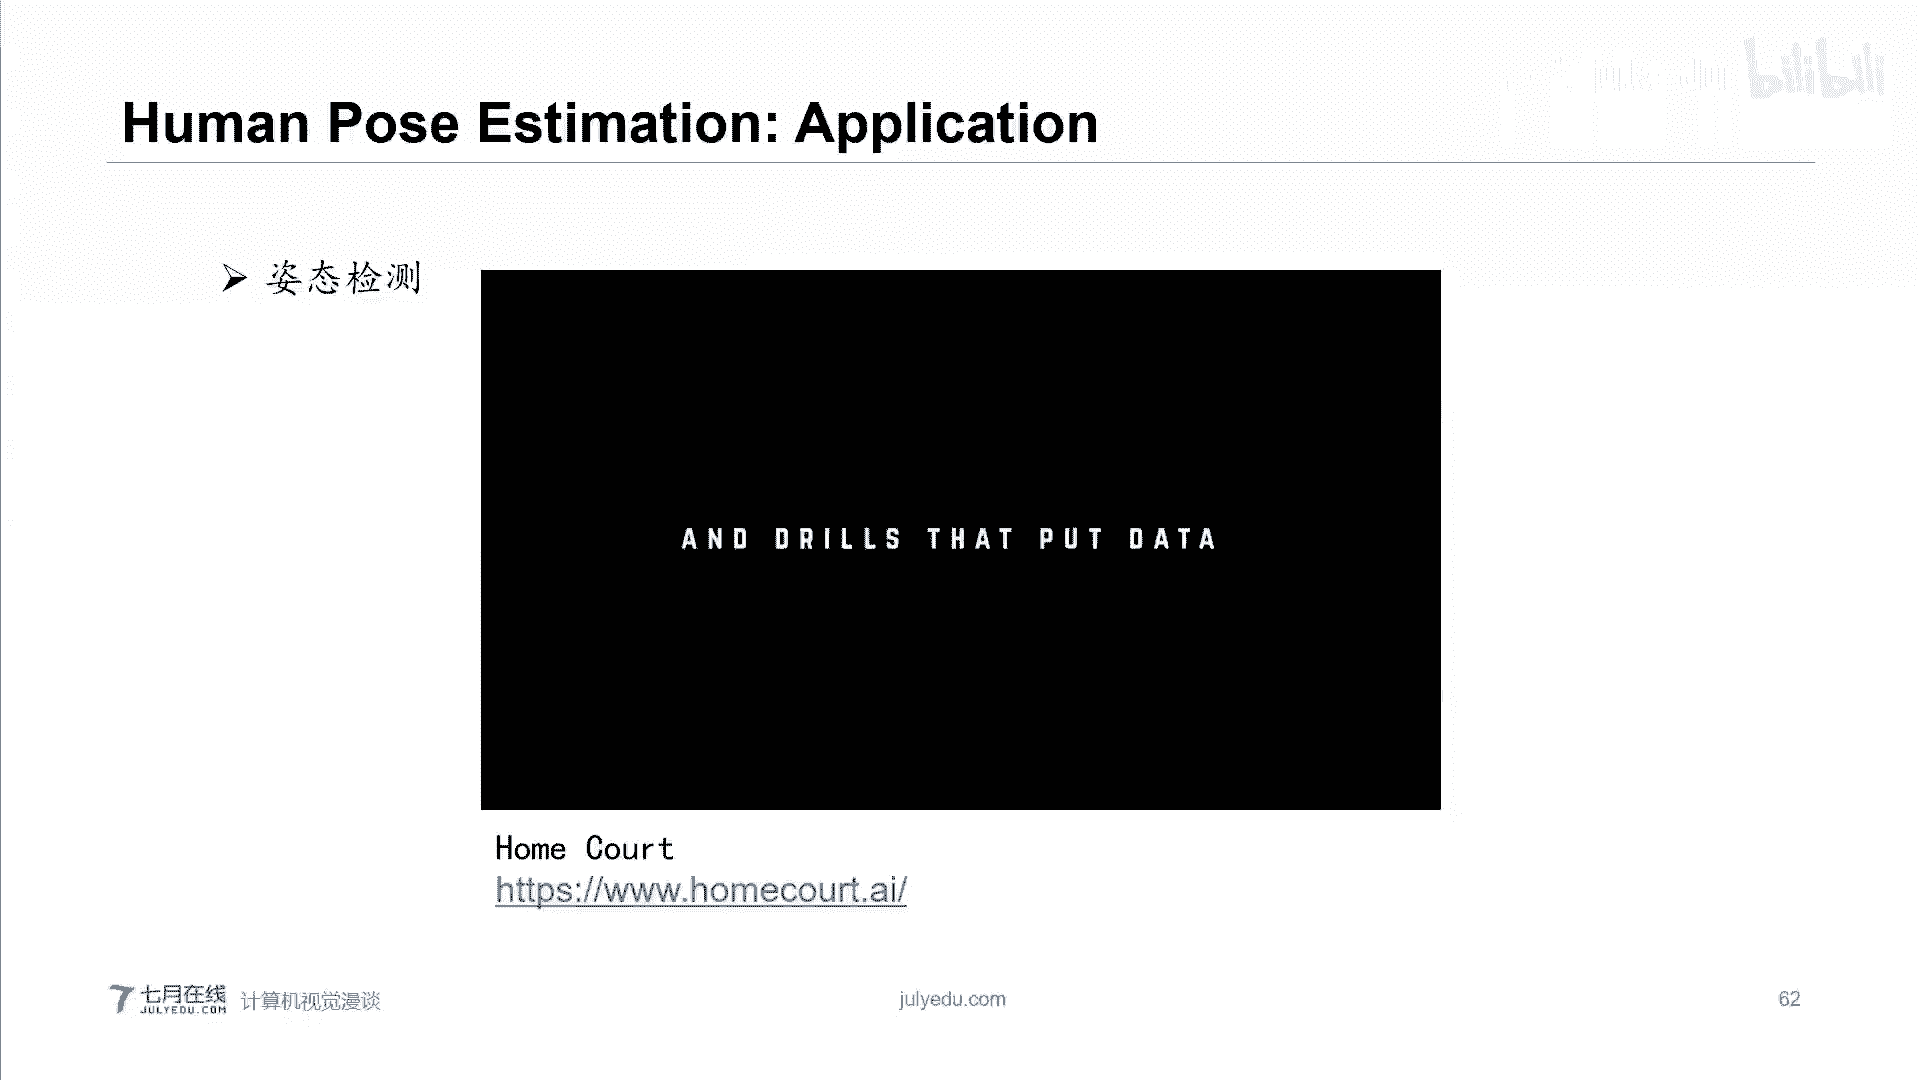 bilibili
Human Pose Estimation: Application
➢ 姿态检测
AND DRILLS THAT PUT DATA
Home Court
https://www.homecourt.ai/
七月在线
JULYEDU.COM
计算机视觉漫谈
julyedu.com
62